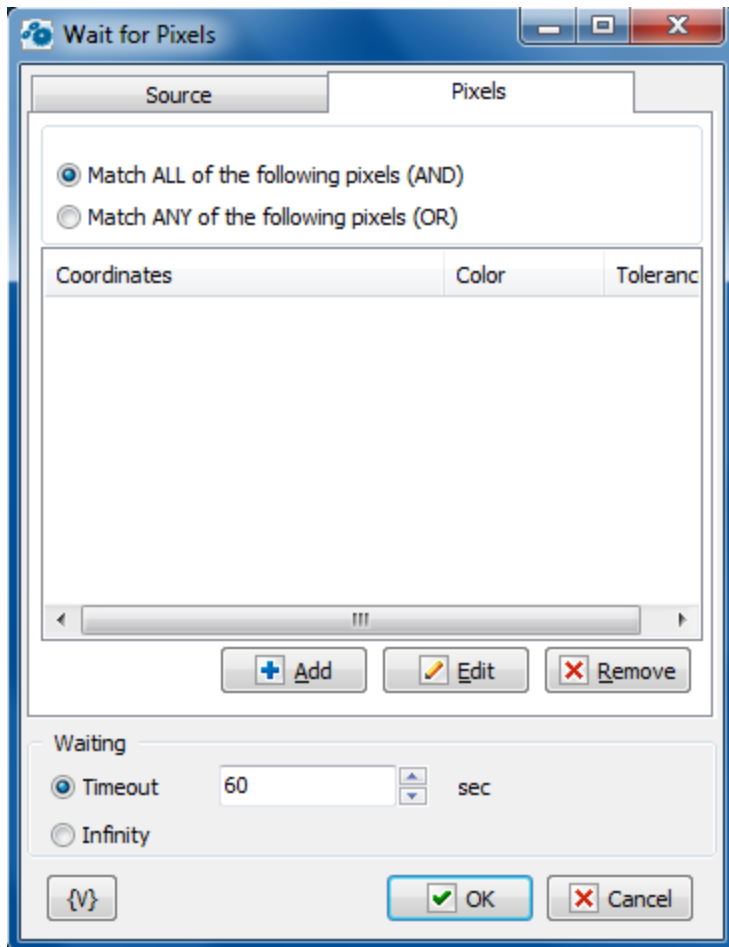 Wait for Pixels
Source Pixels
Match ALL of the following pixels (AND)
Match ANY of the following pixels (OR)
Coordinates Color Toleranc
Add Edit Remove
Waiting
Timeout 60 sec
Infinity
{V} OK Cancel